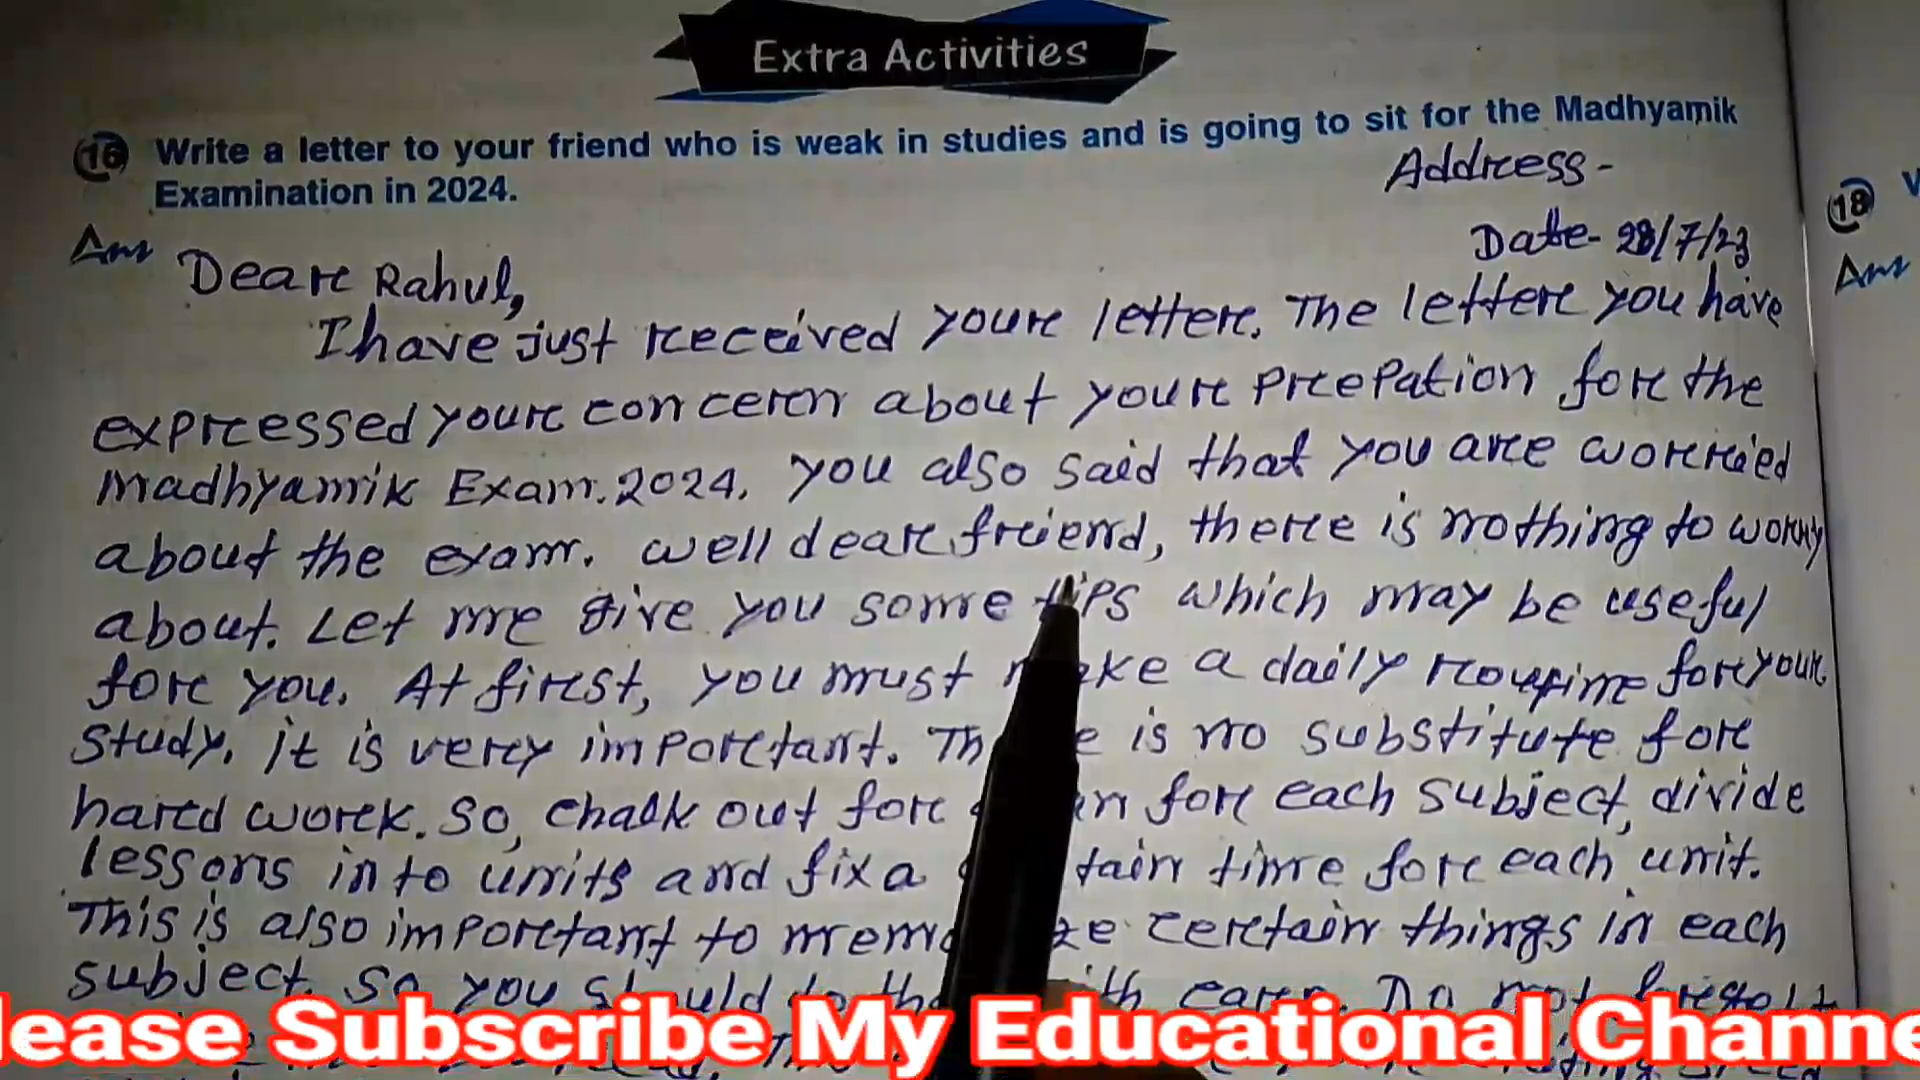 Extra Activities
16 Write a letter to your friend who is weak in studies and is going to sit for the Madhyamik
Examination in 2024.
Address -
Date- 28/7/23
Ans Dear Rahul,
I have just received your letter. The letter you have
expressed your concern about your prepation for the
Madhyamik Exam. 2024. you also said that you are worried
about the exam. well dear friend, there is nothing to worry
about. Let me give you some tips which may be useful
for you. At first, you must make a daily for your
study. it is very important. is no substitute for
hard work. So, chalk out for for each subject, divide
lessons into units and fix a time for each unit.
This is also important to certain things in each
subject. So you should Do not
18
Ans
lease Subscribe My Educational Channe